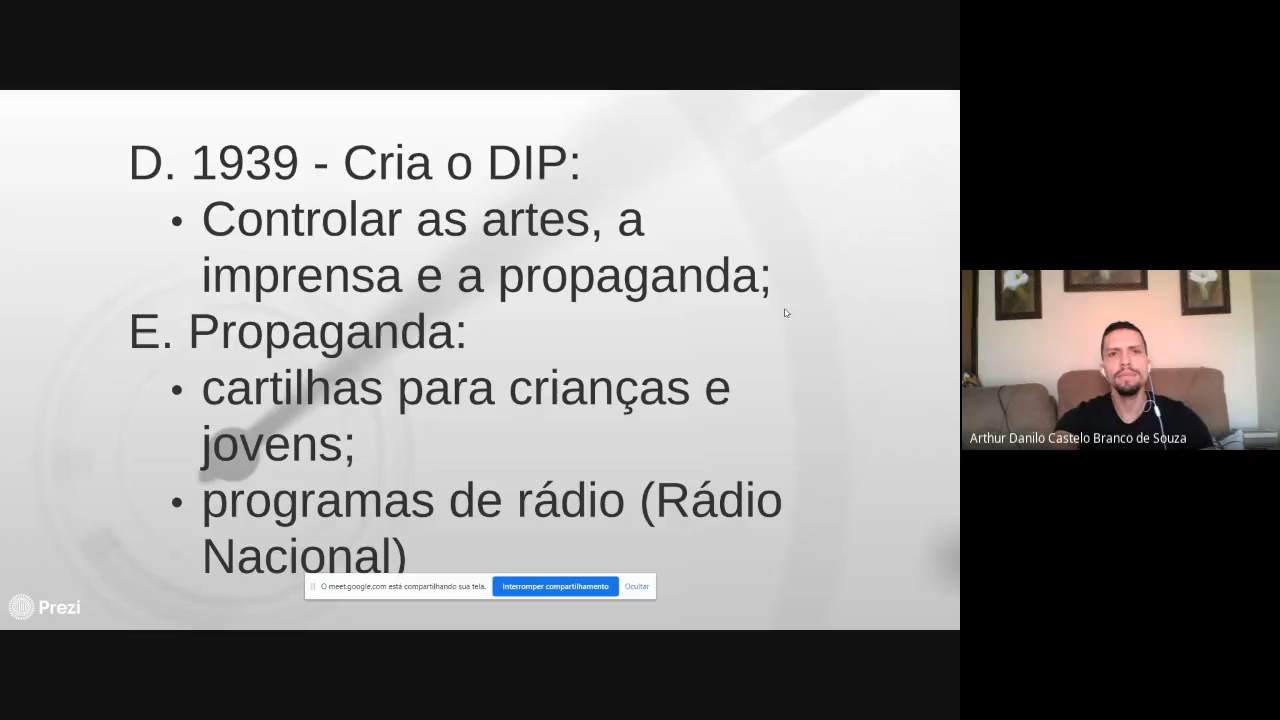 D. 1939 - Cria o DIP:
• Controlar as artes, a
imprensa e a propaganda;
E. Propaganda:
• cartilhas para crianças e
jovens;
• programas de rádio (Rádio
Nacional)
O meet.google.com está compartilhando sua tela. Interromper compartilhamento Ocultar
Prezi
Arthur Danilo Castelo Branco de Souza